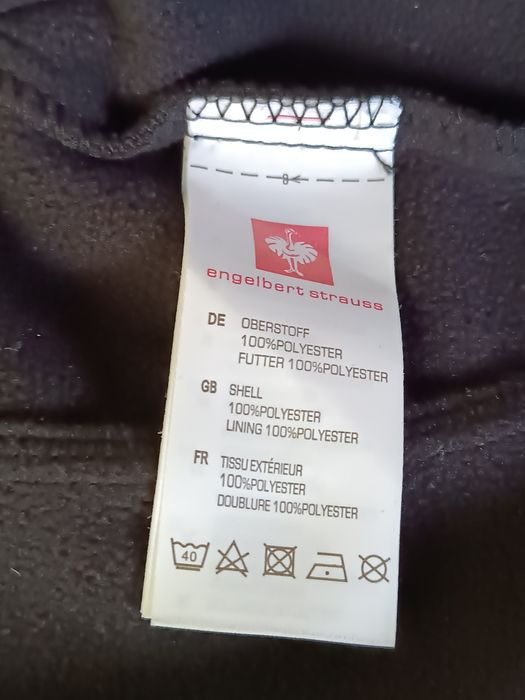 engelbert strauss
DE OBERSTOFF
100%POLYESTER
FUTTER 100%POLYESTER
GB SHELL
100%POLYESTER
LINING 100%POLYESTER
FR TISSU EXTÉRIEUR
100%POLYESTER
DOUBLURE 100%POLYESTER
40